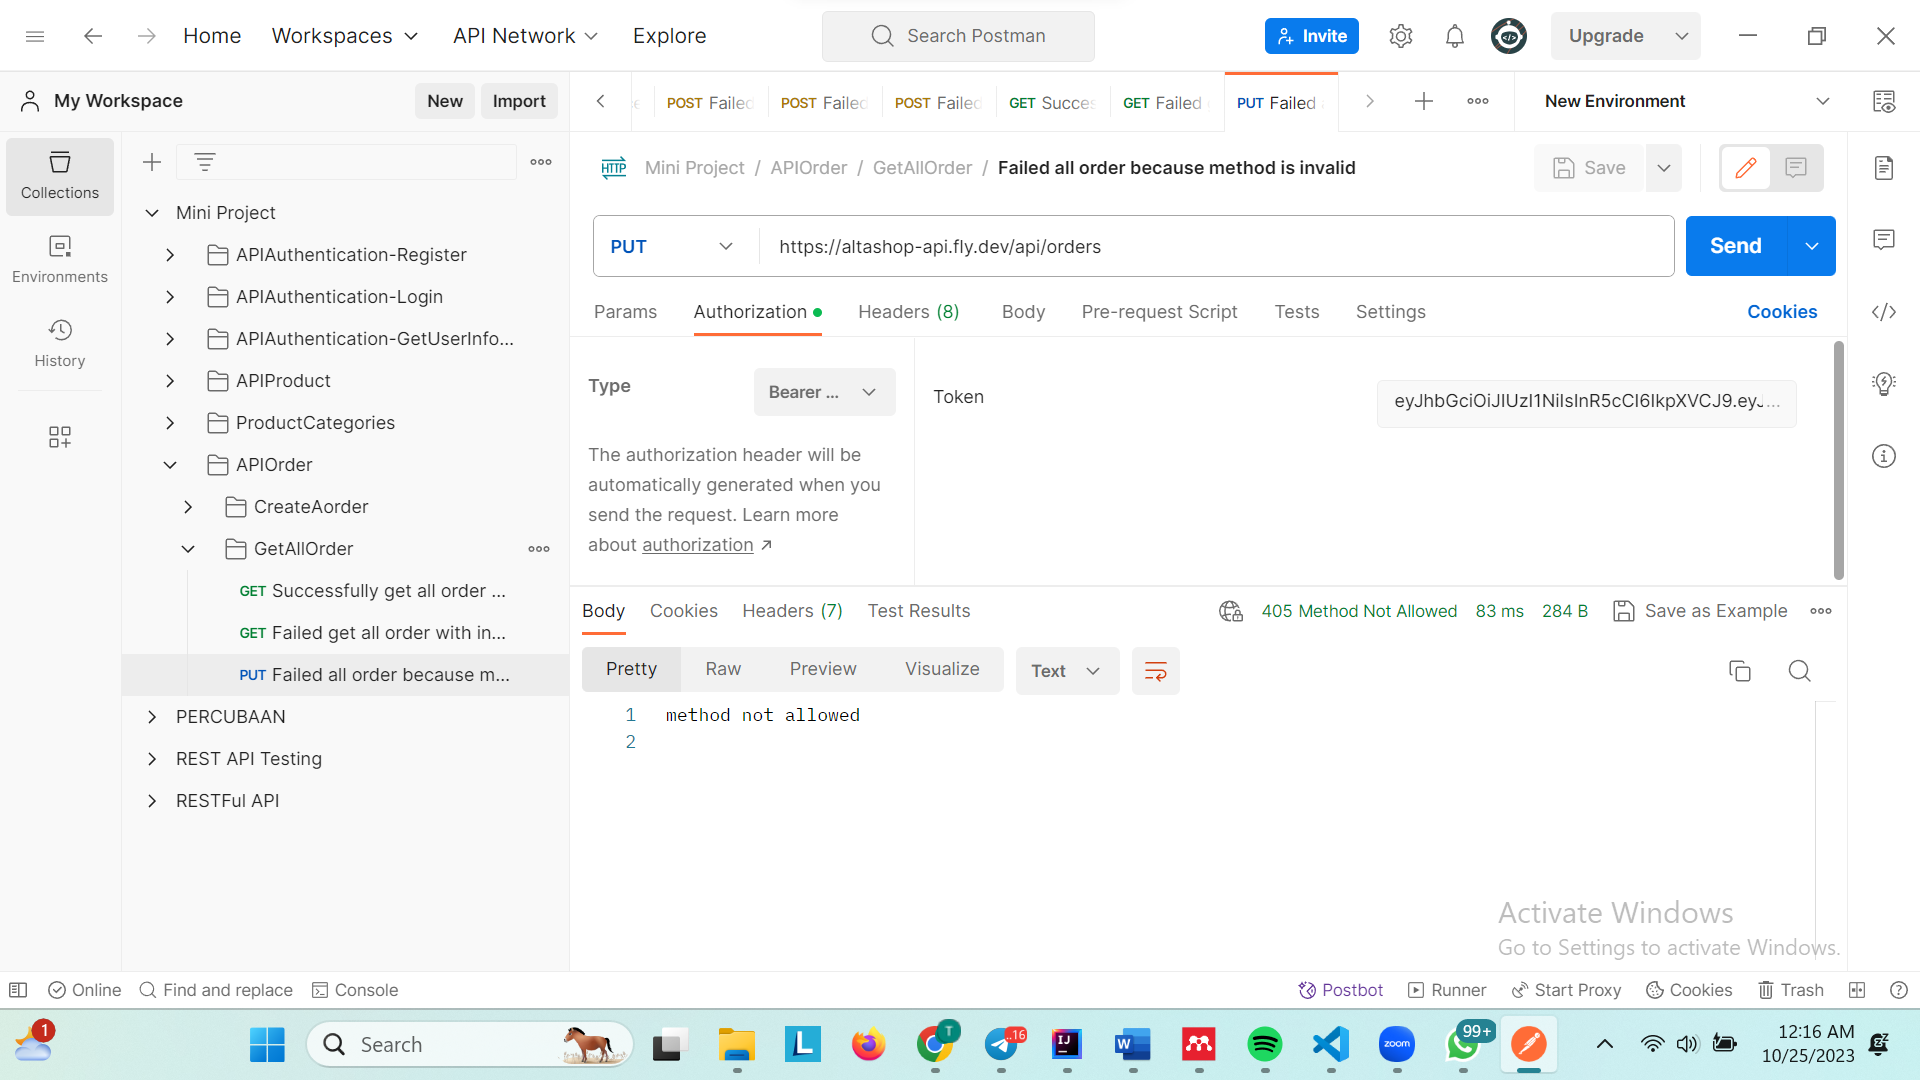 Home
Workspaces
API Network
Explore
Search Postman
Invite
Upgrade
My Workspace
New
Import
POST Failed
POST Failed
POST Failed
GET Succes
GET Failed
PUT Failed
New Environment
Collections
Environments
History
Mini Project
APIAuthentication-Register
APIAuthentication-Login
APIAuthentication-GetUserInfo...
APIProduct
ProductCategories
APIOrder
CreateAorder
GetAllOrder
GET Successfully get all order ...
GET Failed get all order with in...
PUT Failed all order because m...
PERCUBAAN
REST API Testing
RESTFul API
HTTP Mini Project / APIOrder / GetAllOrder / Failed all order because method is invalid
Save
PUT https://altashop-api.fly.dev/api/orders
Send
Params Authorization Headers (8) Body Pre-request Script Tests Settings Cookies
Type
Bearer ...
The authorization header will be
automatically generated when you
send the request. Learn more
about authorization ↗
Token
eyJhbGciOiJIUzI1NiIsInR5cCI6IkpXVCJ9.eyJ...
Body Cookies Headers (7) Test Results
405 Method Not Allowed 83 ms 284 B Save as Example
Pretty Raw Preview Visualize Text
1 method not allowed
2
Activate Windows
Go to Settings to activate Windows.
Online
Find and replace
Console
Postbot
Runner
Start Proxy
Cookies
Trash
1
Search
L
T
..16
IJ
W
zoom
99+
12:16 AM
10/25/2023